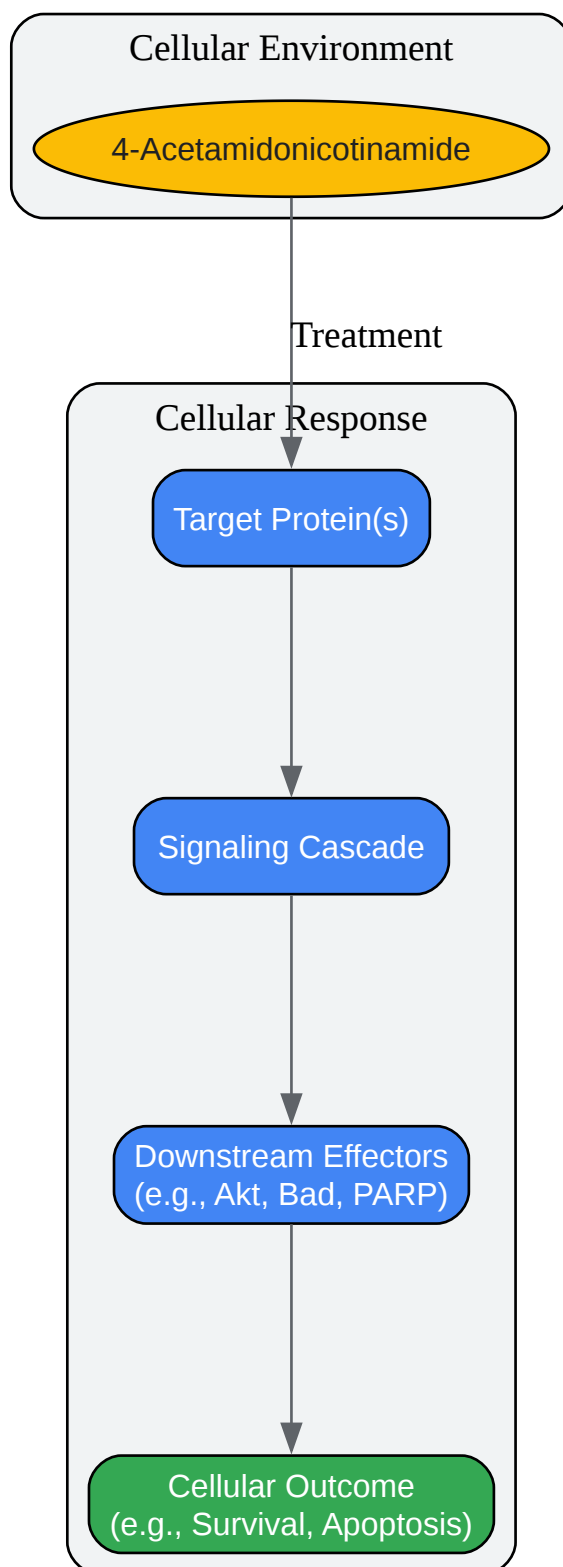 Cellular Environment
4-Acetamidonicotinamide
Treatment
Cellular Response
Target Protein(s)
Signaling Cascade
Downstream Effectors
(e.g., Akt, Bad, PARP)
Cellular Outcome
(e.g., Survival, Apoptosis)